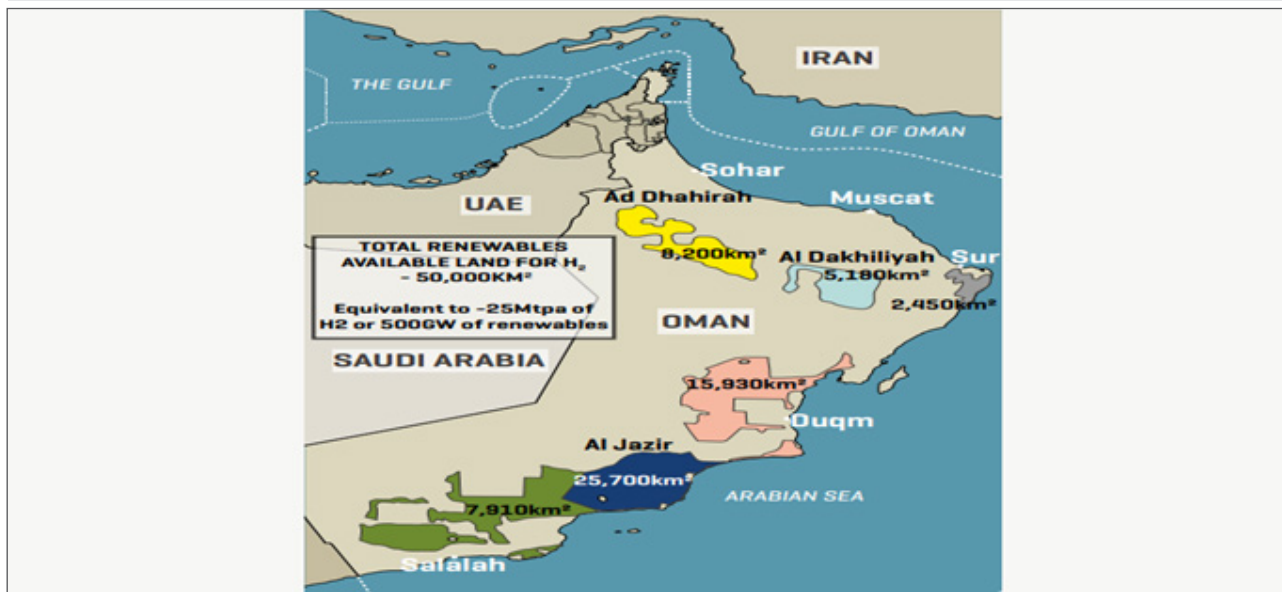 IRAN
THE GULF
GULF OF OMAN
Sohar
Ad Dhahirah
Muscat
UAE
TOTAL RENEWABLES
AVAILABLE LAND FOR H₂
- 50,000KM²
Equivalent to ~25Mtpa of
H2 or 500GW of renewables
8,200km²
Al Dakhiliyah
5,180km²
Sur
2,450km²
OMAN
SAUDI ARABIA
15,930km²
Duqm
Al Jazir
25,700km²
ARABIAN SEA
7,910km²
Salalah